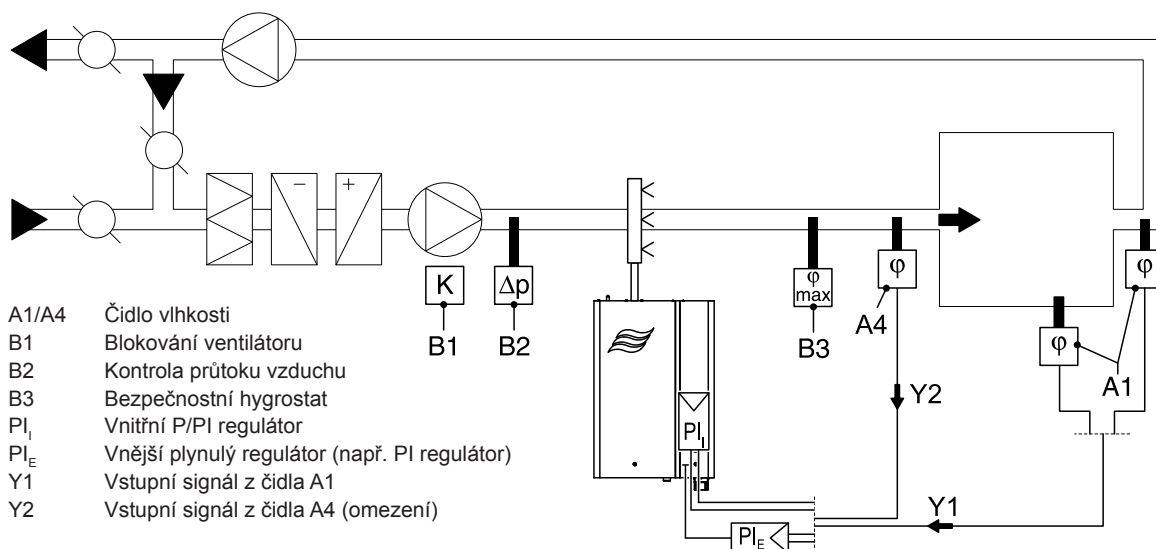 − +
K Δp φ max φ φ φ
B1 B2 B3 A4 A1
Y2
PI_I
Y1
PI_E
A1/A4 Čidlo vlhkosti
B1 Blokování ventilátoru
B2 Kontrola průtoku vzduchu
B3 Bezpečnostní hygrostat
PI_I Vnitřní P/PI regulátor
PI_E Vnější plynulý regulátor (např. PI regulátor)
Y1 Vstupní signál z čidla A1
Y2 Vstupní signál z čidla A4 (omezení)